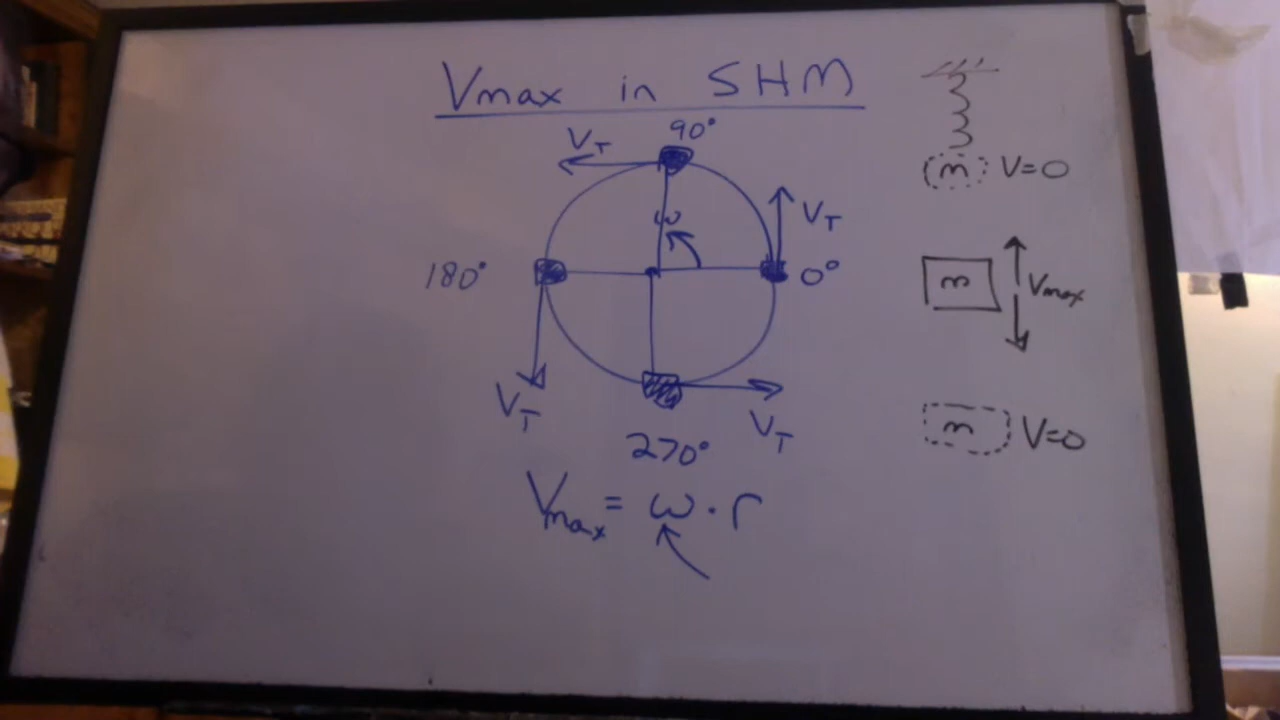 Vmax in SHM
90°
VT
ω
VT
180°
0°
VT
VT
270°
Vmax = ω · r
m V=0
m Vmax
m V=0